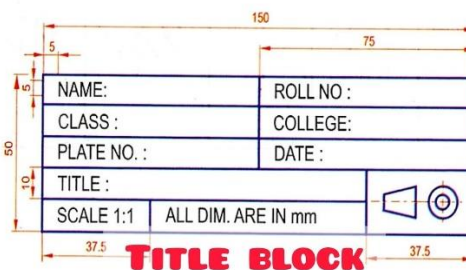 150
75
5
5
50
10
NAME: ROLL NO :
CLASS : COLLEGE:
PLATE NO. : DATE :
TITLE :
SCALE 1:1 ALL DIM. ARE IN mm
37.5 37.5
TITLE BLOCK